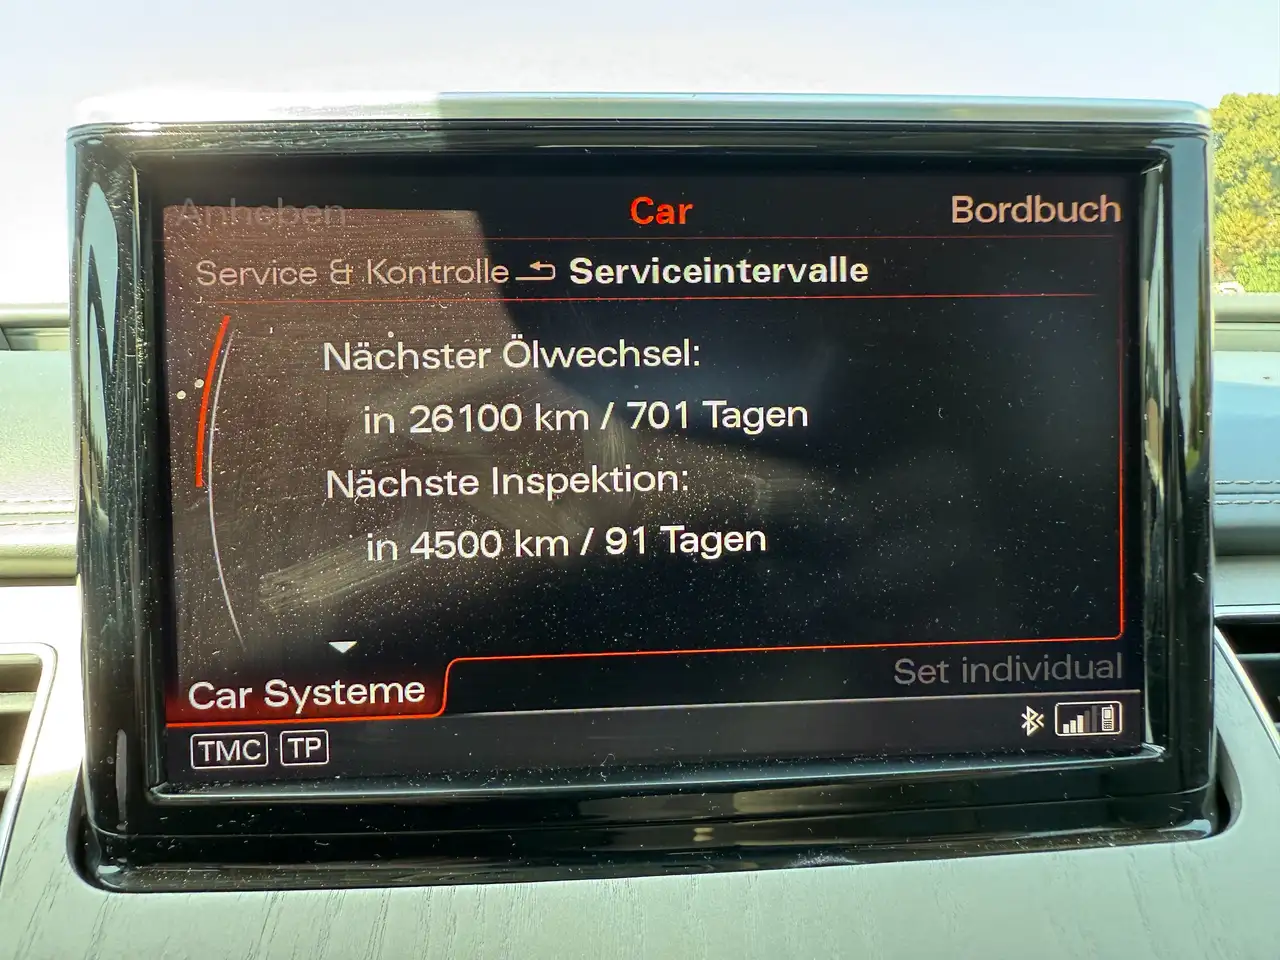 Anheben Car Bordbuch
Service & Kontrolle Serviceintervalle
Nächster Ölwechsel:
in 26100 km / 701 Tagen
Nächste Inspektion:
in 4500 km / 91 Tagen
Set individual
Car Systeme
TMC TP